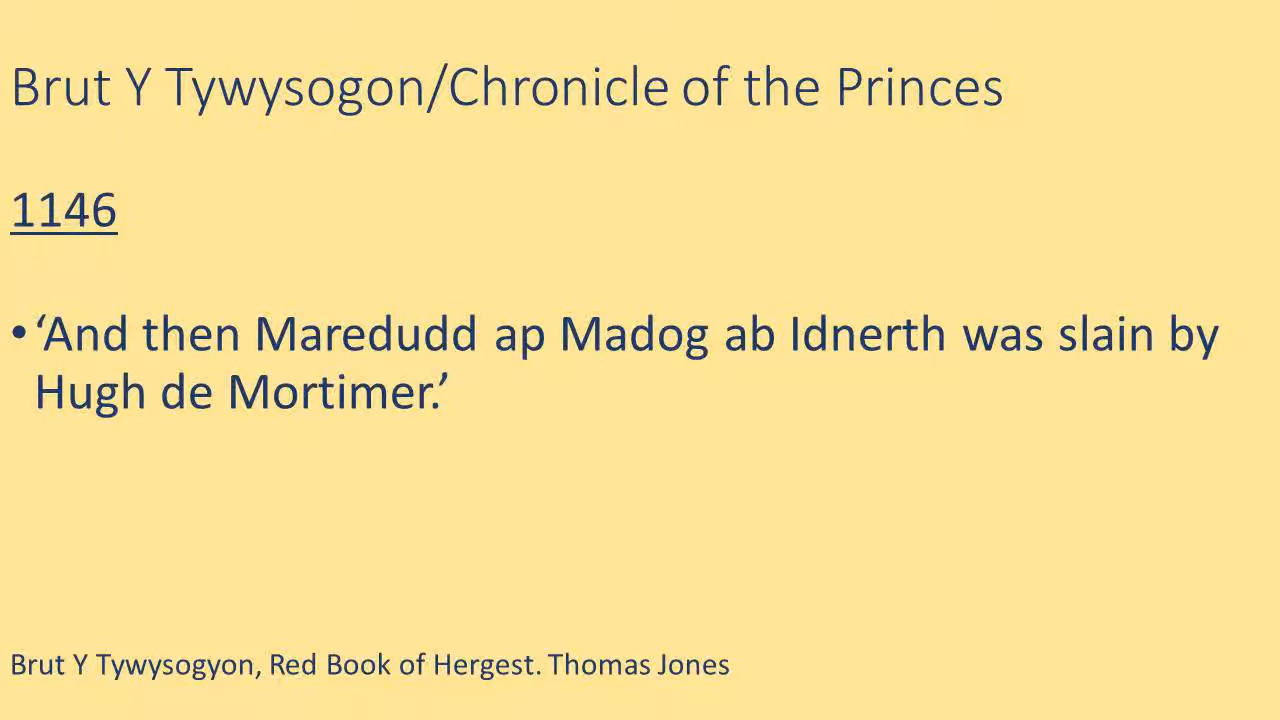 Brut Y Tywysogon/Chronicle of the Princes
1146
• ‘And then Maredudd ap Madog ab Idnerth was slain by
Hugh de Mortimer.’
Brut Y Tywysogyon, Red Book of Hergest. Thomas Jones